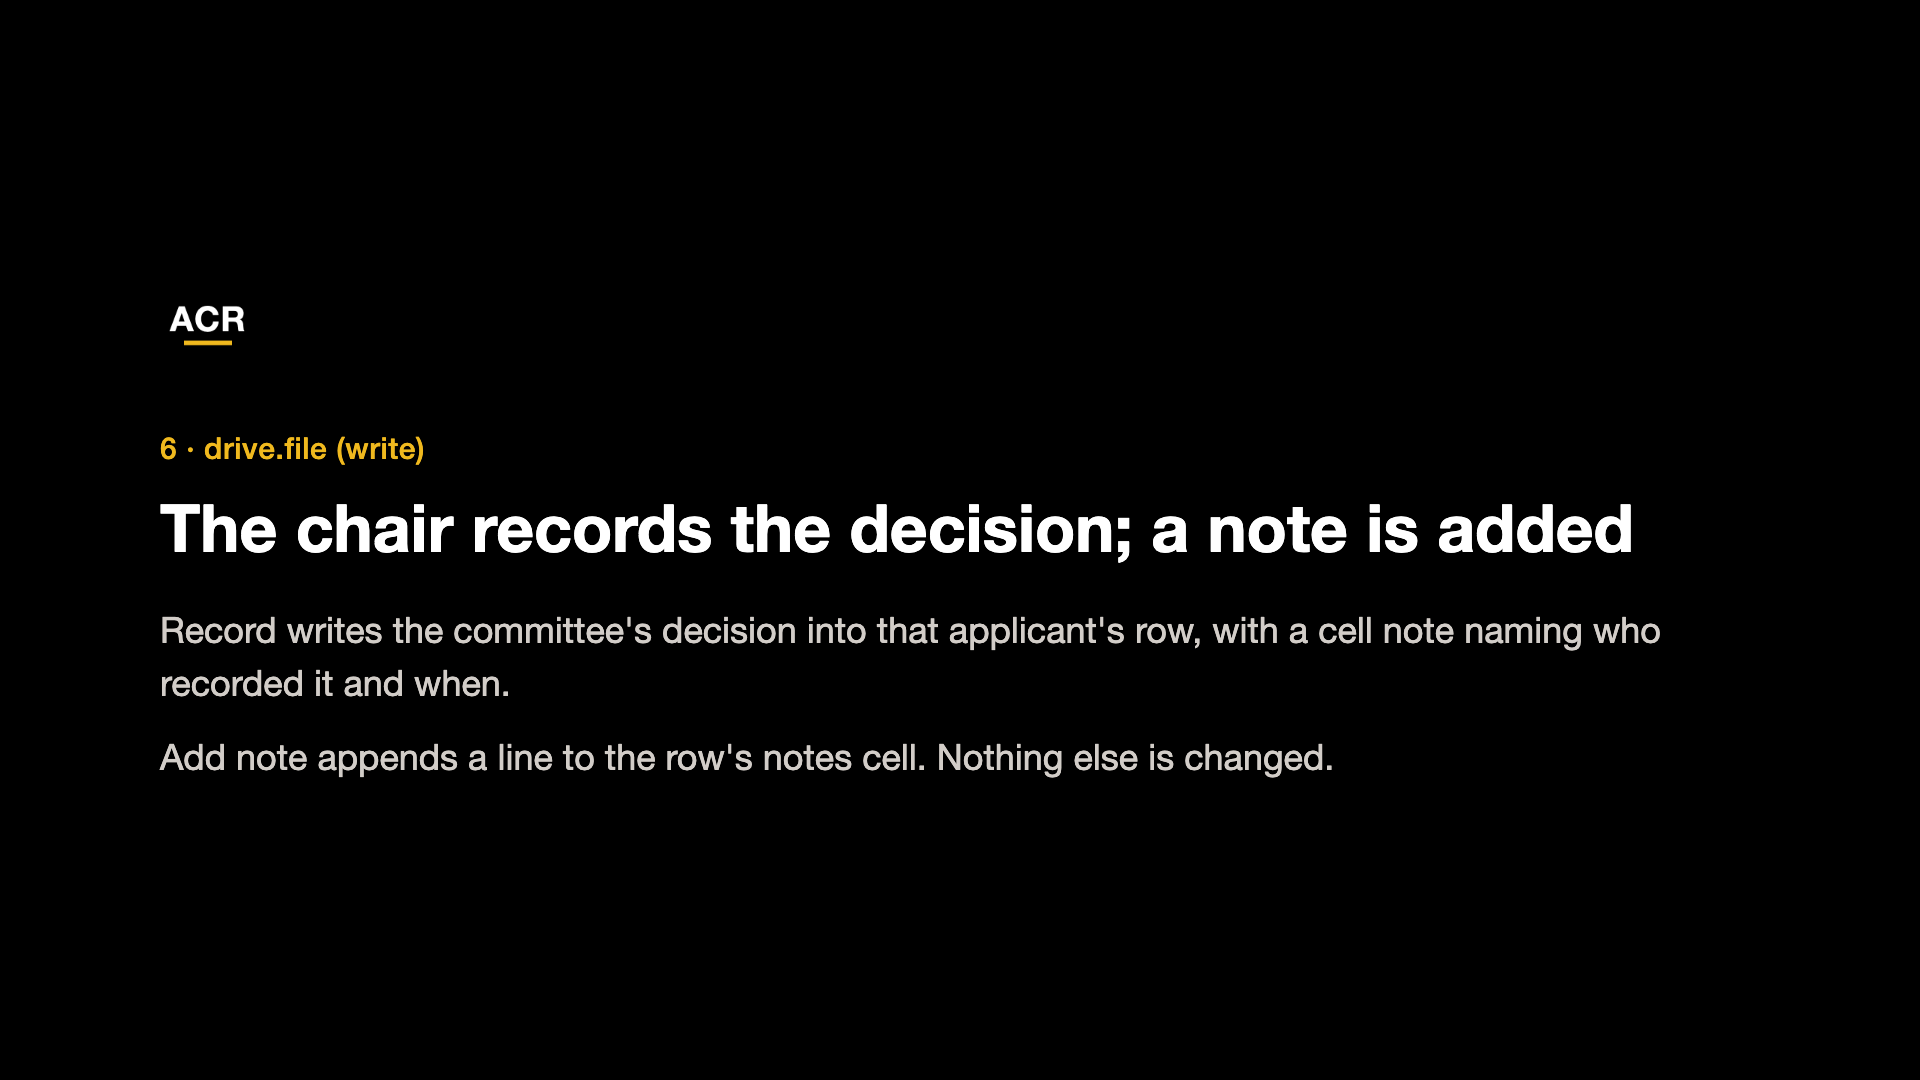 ACR
6 · drive.file (write)
The chair records the decision; a note is added
Record writes the committee's decision into that applicant's row, with a cell note naming who
recorded it and when.
Add note appends a line to the row's notes cell. Nothing else is changed.